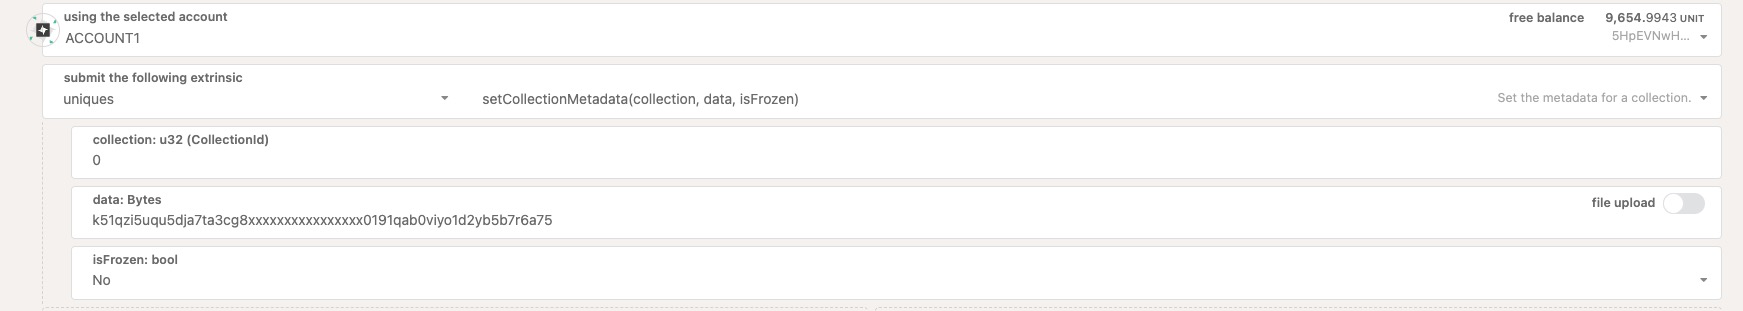 using the selected account
ACCOUNT1
free balance 9,654.9943 UNIT
5HpEVNwH...
submit the following extrinsic
uniques
setCollectionMetadata(collection, data, isFrozen)
Set the metadata for a collection.
collection: u32 (CollectionId)
0
data: Bytes
k51qzi5uqu5dja7ta3cg8xxxxxxxxxxxxxxxx0191qab0viyo1d2yb5b7r6a75
file upload
isFrozen: bool
No